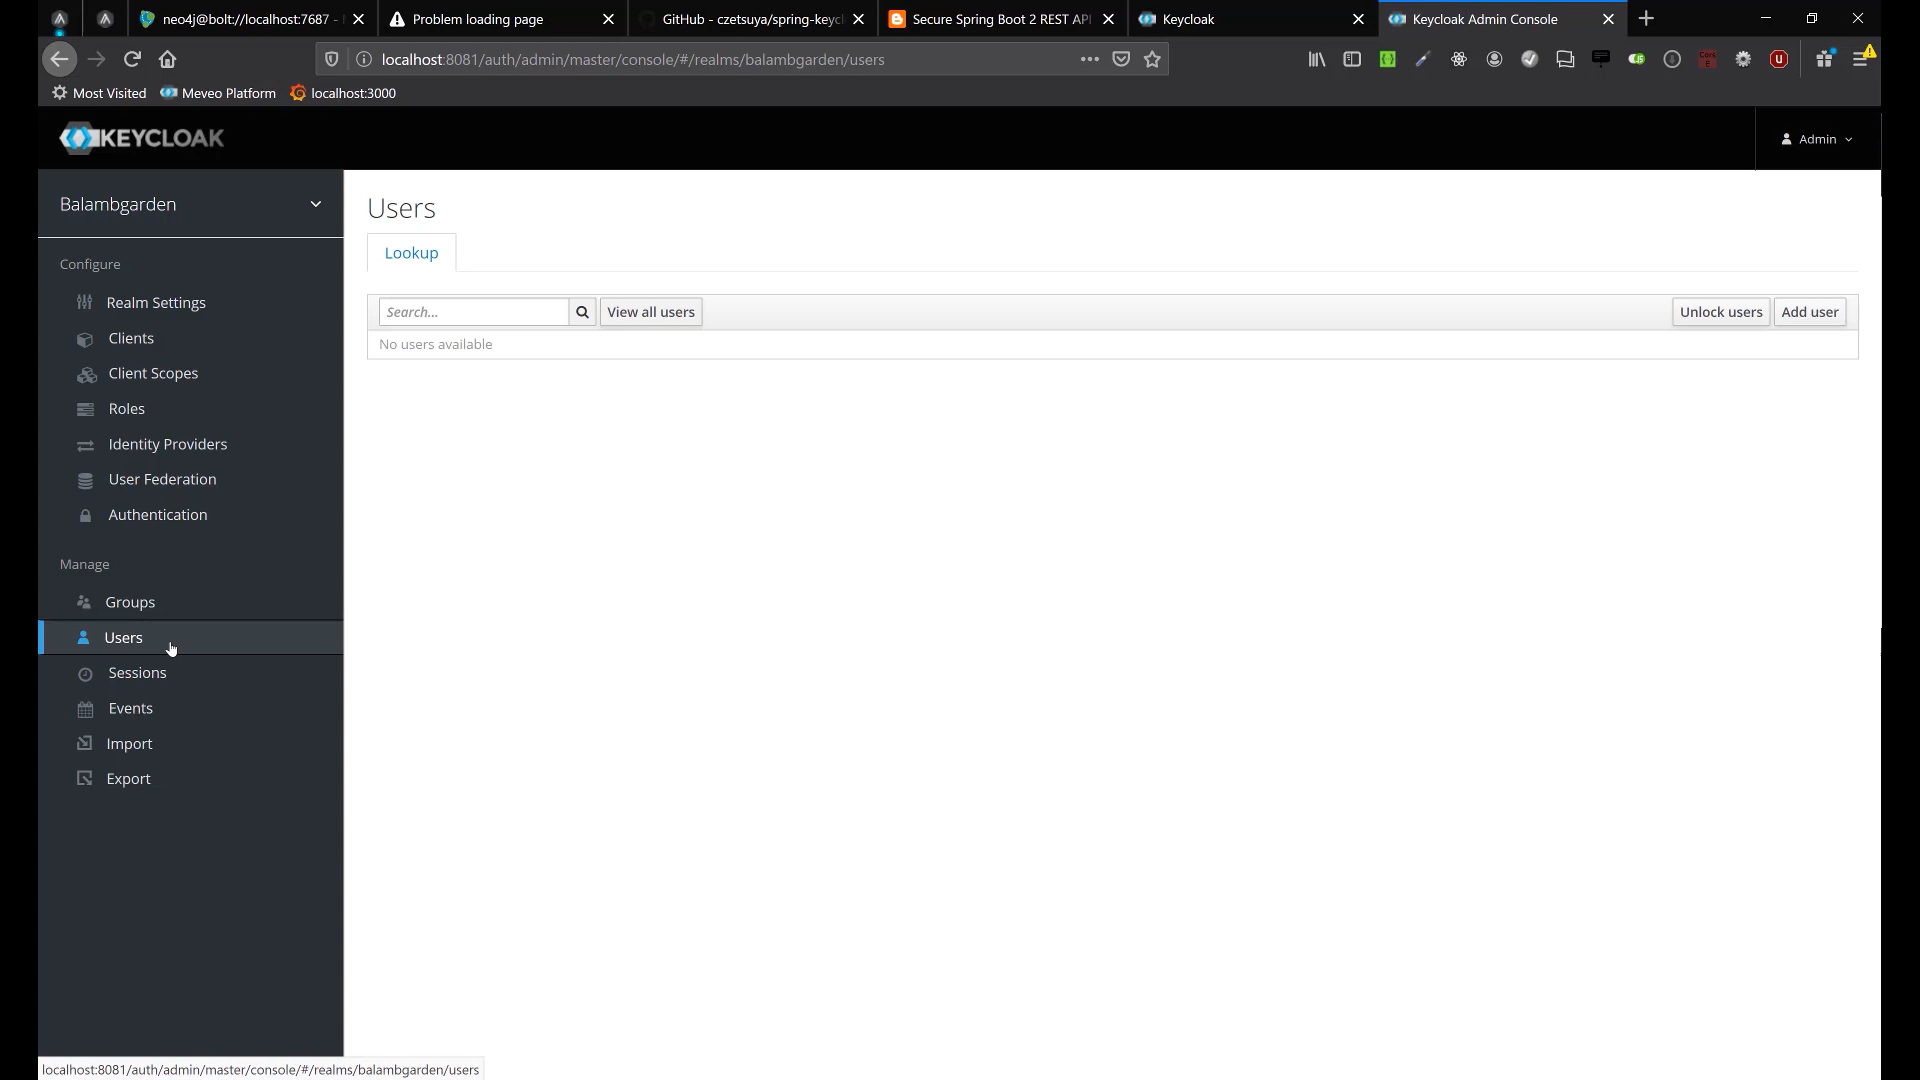 neo4j@bolt://localhost:7687 -
Problem loading page
GitHub - czetsuya/spring-keycl
Secure Spring Boot 2 REST API
Keycloak
Keycloak Admin Console
localhost:8081/auth/admin/master/console/#/realms/balambgarden/users
Most Visited
Meveo Platform
localhost:3000
KEYCLOAK
Admin
Balambgarden
Configure
Realm Settings
Clients
Client Scopes
Roles
Identity Providers
User Federation
Authentication
Manage
Groups
Users
Sessions
Events
Import
Export
Users
Lookup
Search...
View all users
Unlock users
Add user
No users available
localhost:8081/auth/admin/master/console/#/realms/balambgarden/users